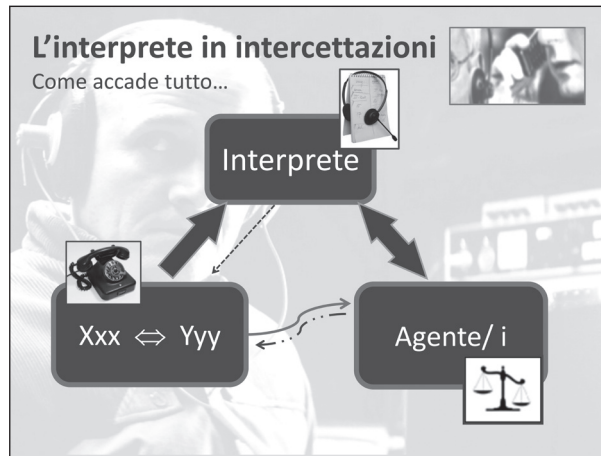 L’interprete in intercettazioni
Come accade tutto…
Interprete
Xxx ⇔ Yyy
Agente/ i